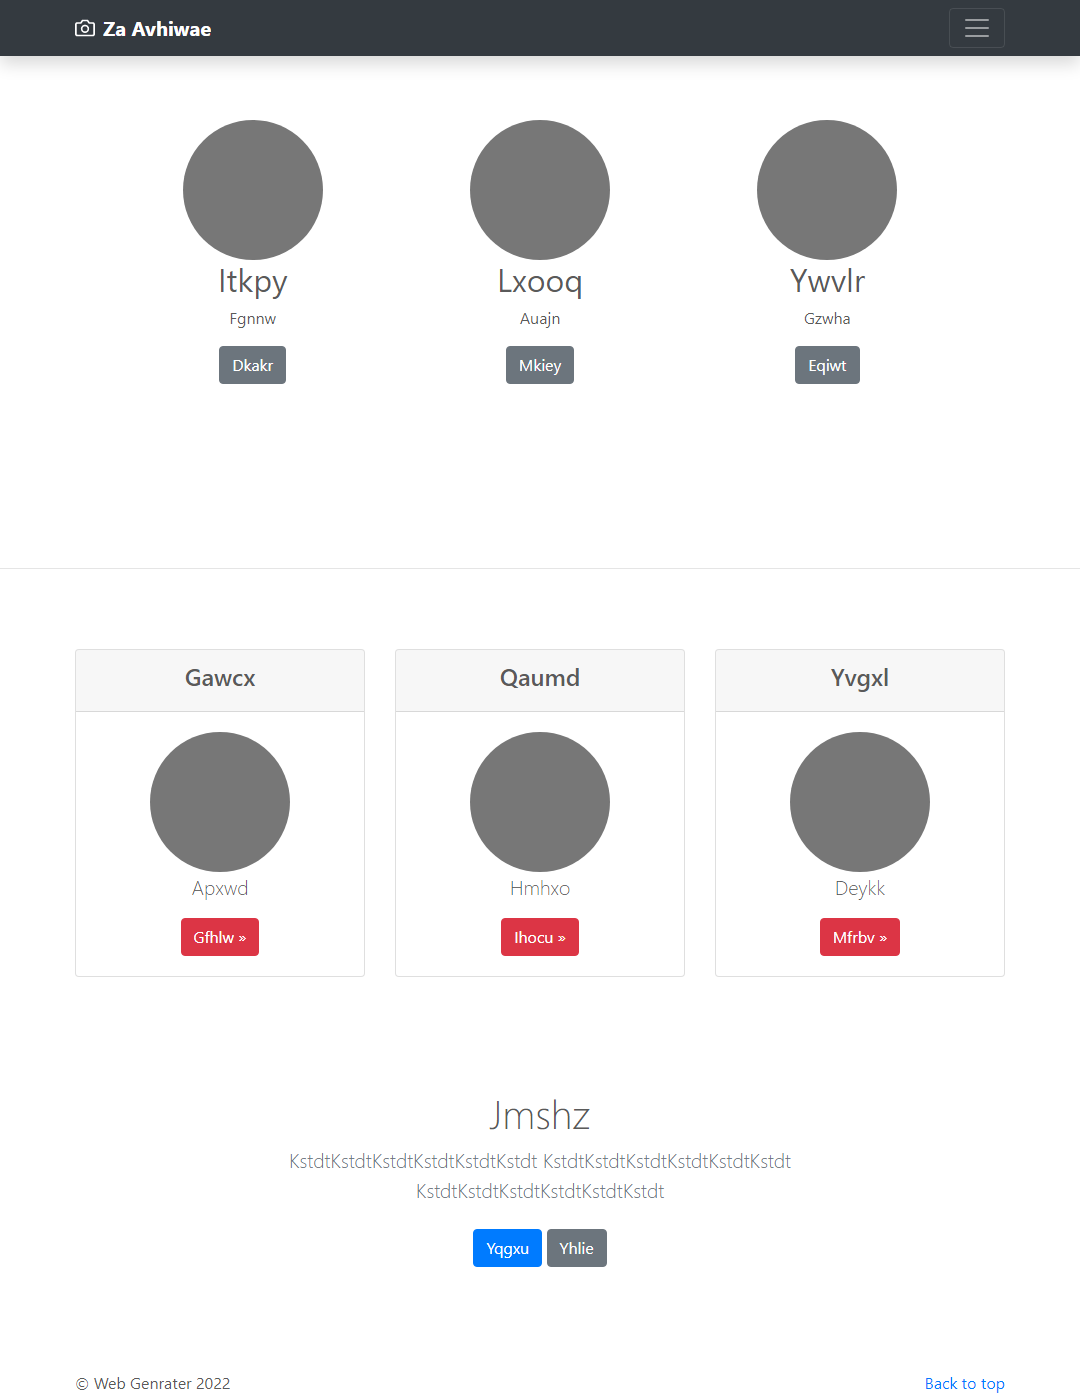 Za Avhiwae
Itkpy
Lxooq
Ywvlr
Fgnnw
Auajn
Gzwha
Dkakr
Mkiey
Eqiwt
Gawcx
Qaumd
Yvgxl
Apxwd
Hmhxo
Deykk
Gfhlw »
Ihocu »
Mfrbv »
Jmshz
KstdtKstdtKstdtKstdtKstdtKstdt KstdtKstdtKstdtKstdtKstdtKstdt
KstdtKstdtKstdtKstdtKstdtKstdt
Yqgxu
Yhlie
© Web Genrater 2022
Back to top